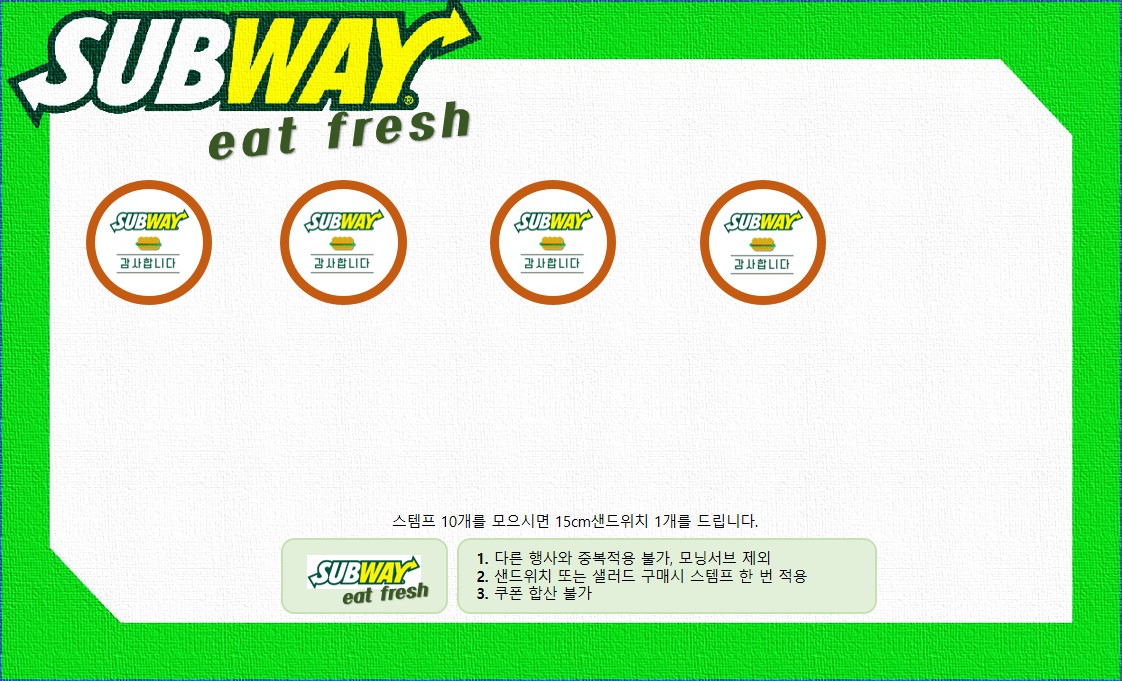 SUBWAY®
eat fresh
SUBWAY
감사합니다
SUBWAY
감사합니다
SUBWAY
감사합니다
SUBWAY
감사합니다
스템프 10개를 모으시면 15cm샌드위치 1개를 드립니다.
SUBWAY
eat fresh
1. 다른 행사와 중복적용 불가, 모닝서브 제외
2. 샌드위치 또는 샐러드 구매시 스템프 한 번 적용
3. 쿠폰 합산 불가